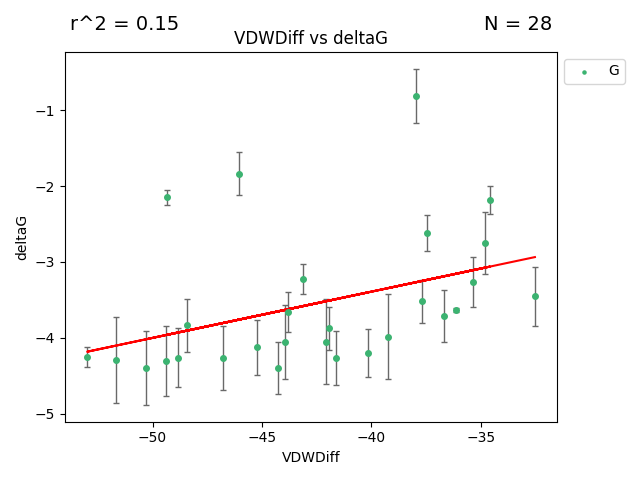 r^2 = 0.15 N = 28
VDWDiff vs deltaG
G
−1
−2
−3
−4
−5
deltaG
−50 −45 −40 −35
VDWDiff